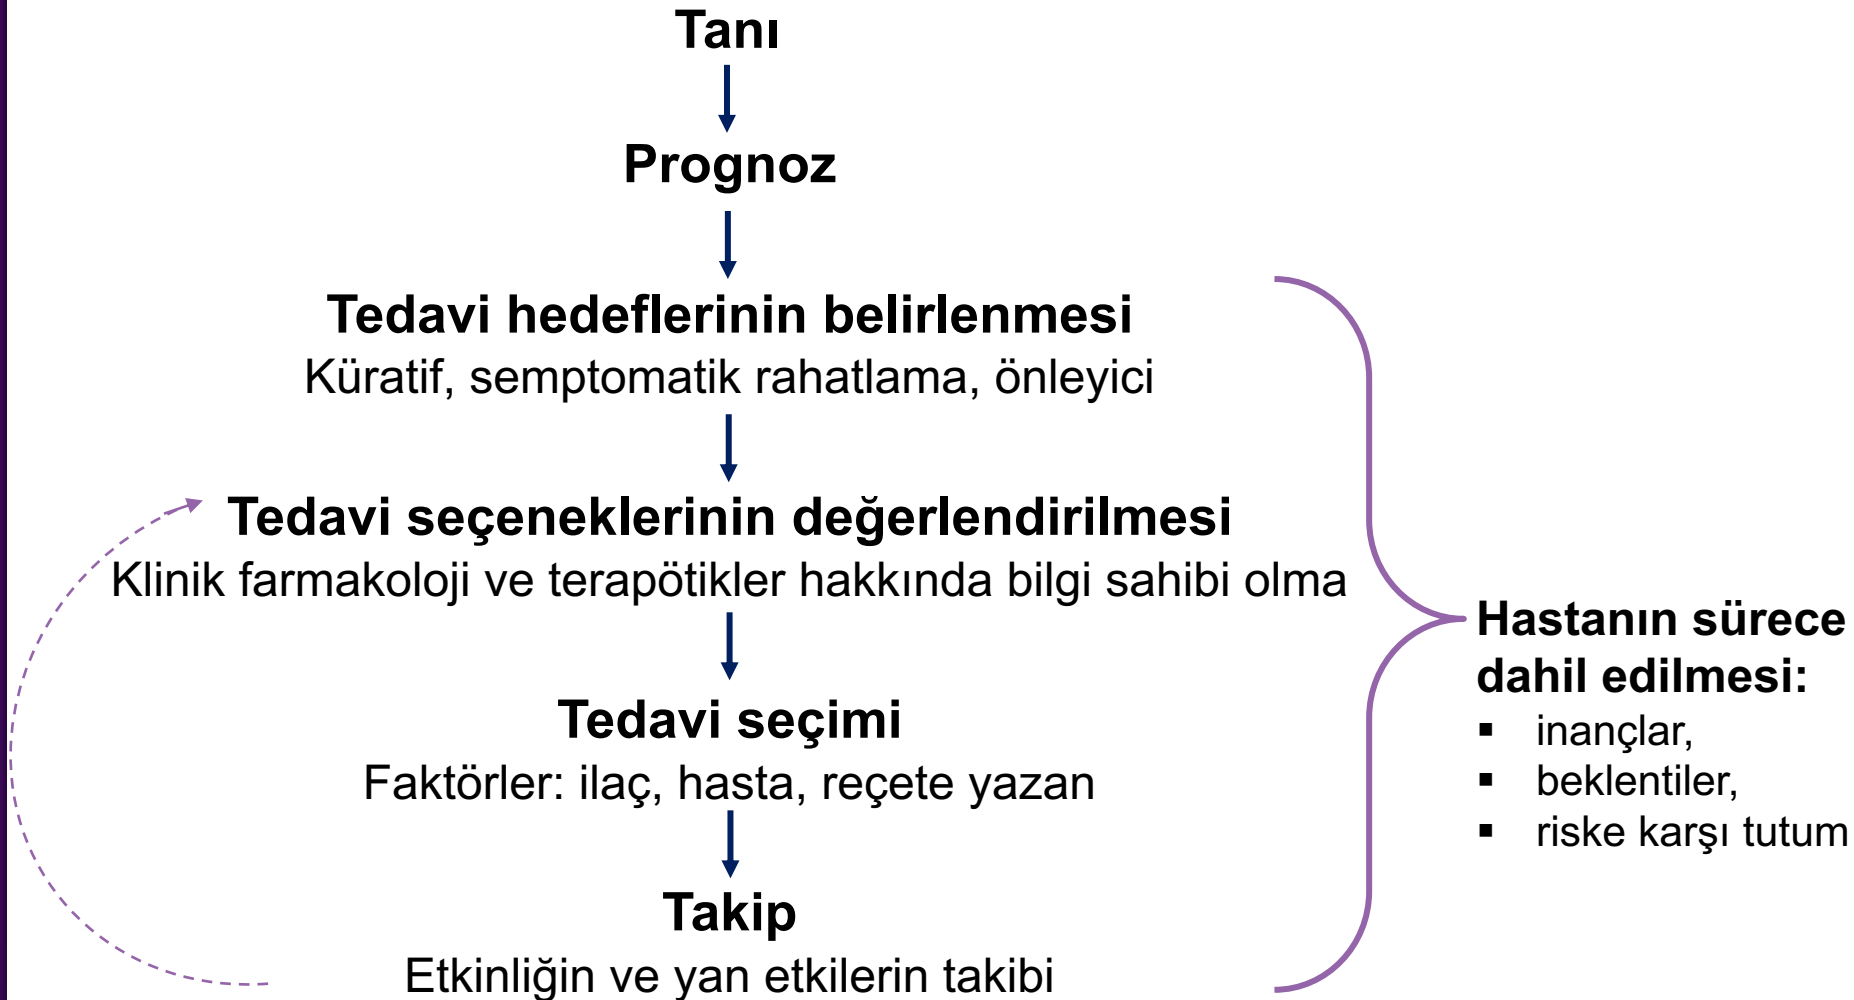 Tanı
Prognoz
Tedavi hedeflerinin belirlenmesi
Küratif, semptomatik rahatlama, önleyici
Tedavi seçeneklerinin değerlendirilmesi
Klinik farmakoloji ve terapötikler hakkında bilgi sahibi olma
Tedavi seçimi
Faktörler: ilaç, hasta, reçete yazan
Takip
Etkinliğin ve yan etkilerin takibi
Hastanın sürece
dahil edilmesi:
▪ inançlar,
▪ beklentiler,
▪ riske karşı tutum